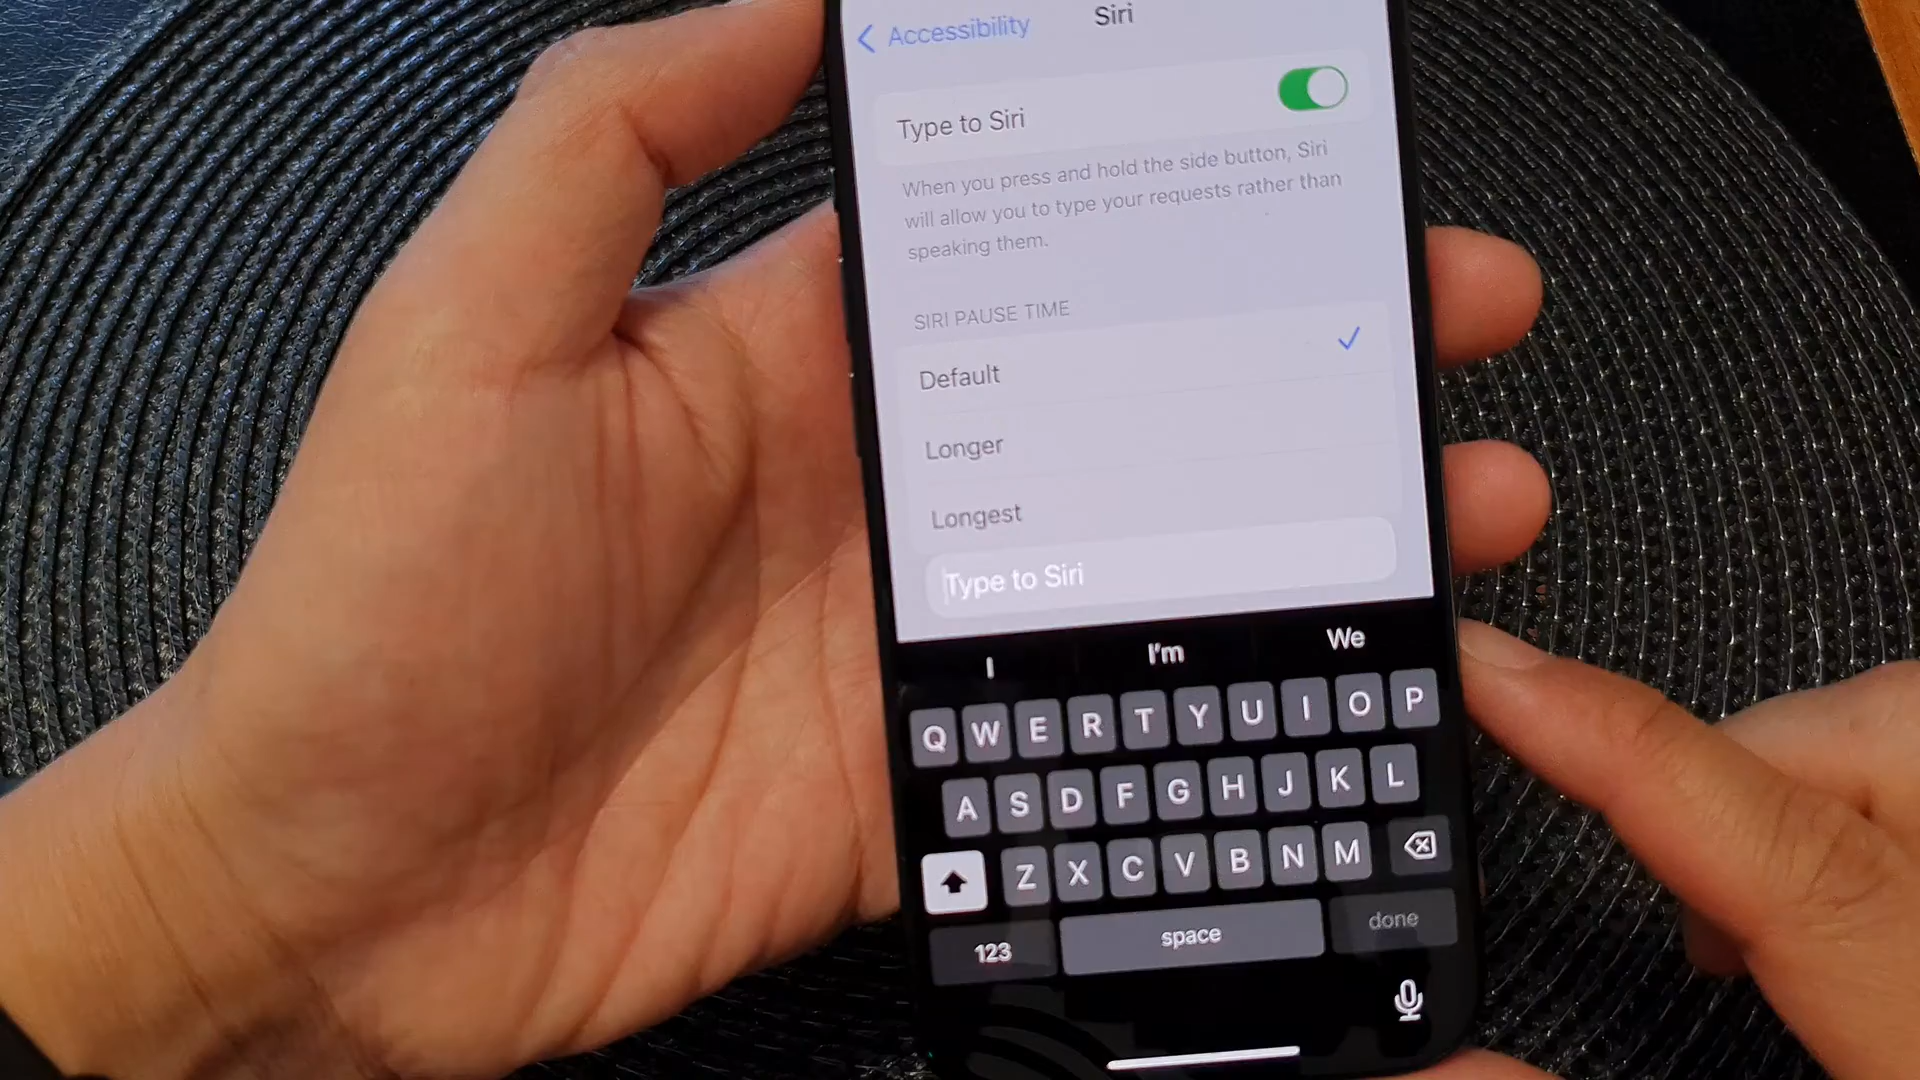 Accessibility
Siri
Type to Siri
When you press and hold the side button, Siri
will allow you to type your requests rather than
speaking them.
SIRI PAUSE TIME
Default
Longer
Longest
Type to Siri
I I'm We
Q W E R T Y U I O P
A S D F G H J K L
Z X C V B N M
123 space done